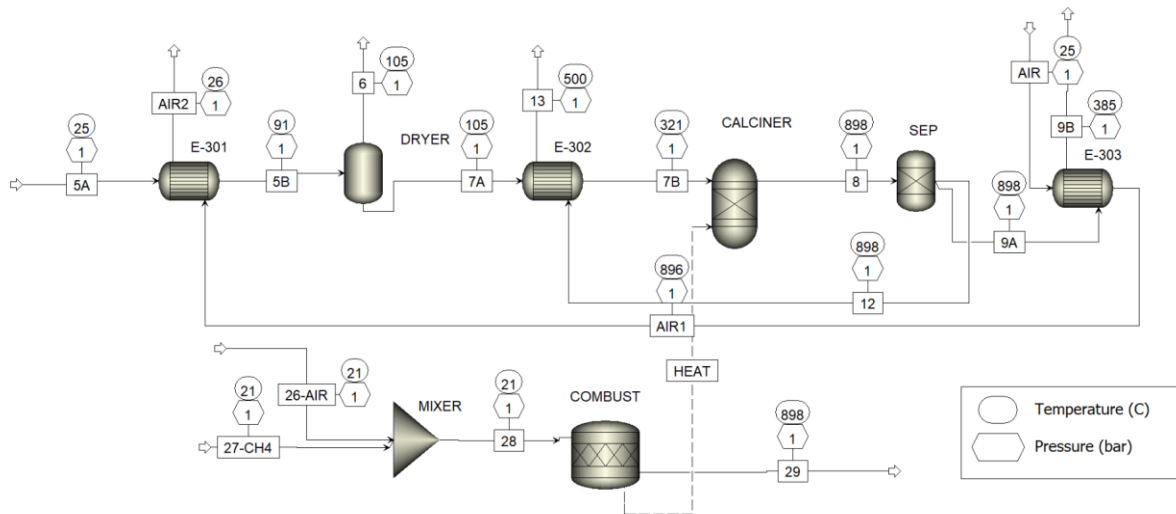 26
1
AIR2
25
1
5A
E-301
91
1
5B
105
1
6
DRYER
105
1
7A
500
1
13
E-302
321
1
7B
CALCINER
898
1
8
SEP
AIR
25
1
9B
385
1
E-303
898
1
9A
898
1
12
896
1
AIR1
HEAT
26-AIR
21
1
21
1
27-CH4
MIXER
21
1
28
COMBUST
898
1
29
Temperature (C)
Pressure (bar)